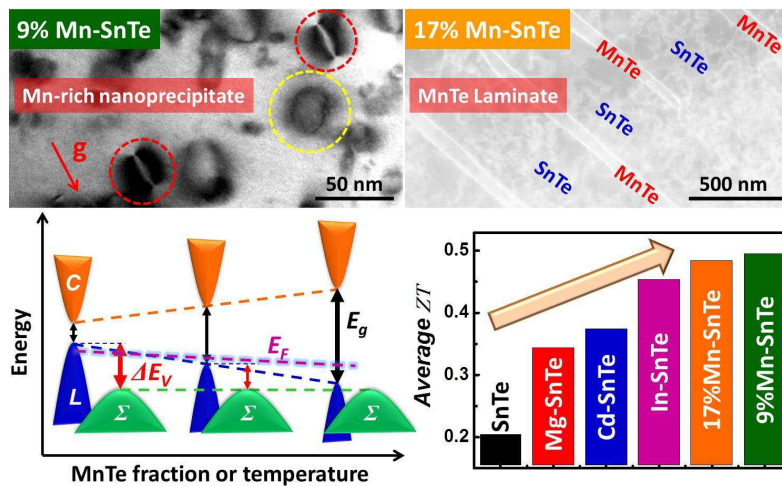 9% Mn-SnTe
Mn-rich nanoprecipitate
g
50 nm
17% Mn-SnTe
MnTe
MnTe
SnTe
MnTe Laminate
SnTe
SnTe
MnTe
500 nm
Energy
C
L
Σ
ΔE_V
E_F
Σ
E_g
Σ
MnTe fraction or temperature
Average ZT
0.5
0.4
0.3
0.2
SnTe
Mg-SnTe
Cd-SnTe
In-SnTe
17%Mn-SnTe
9%Mn-SnTe